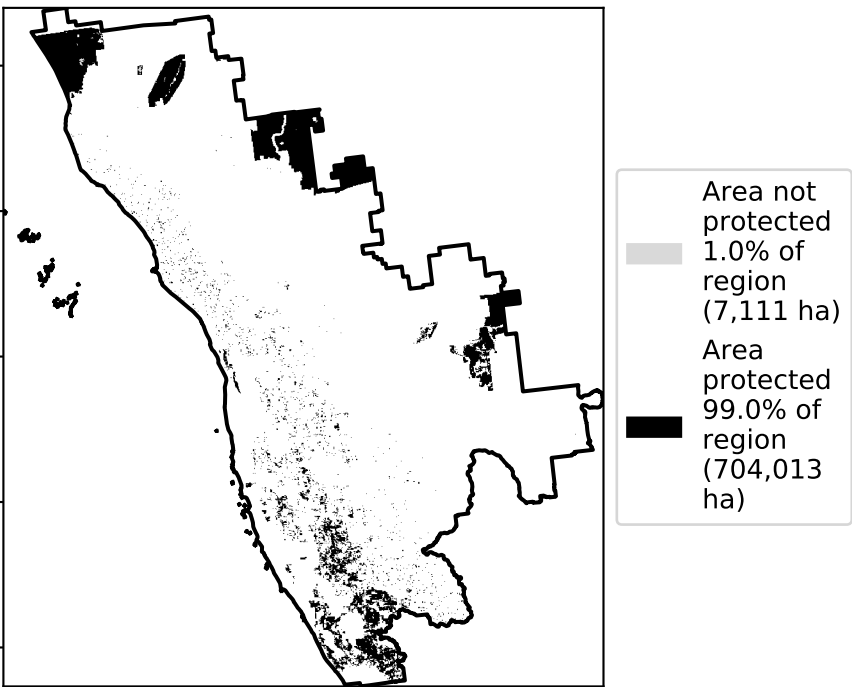 Area not
protected
1.0% of
region
(7,111 ha)
Area
protected
99.0% of
region
(704,013
ha)